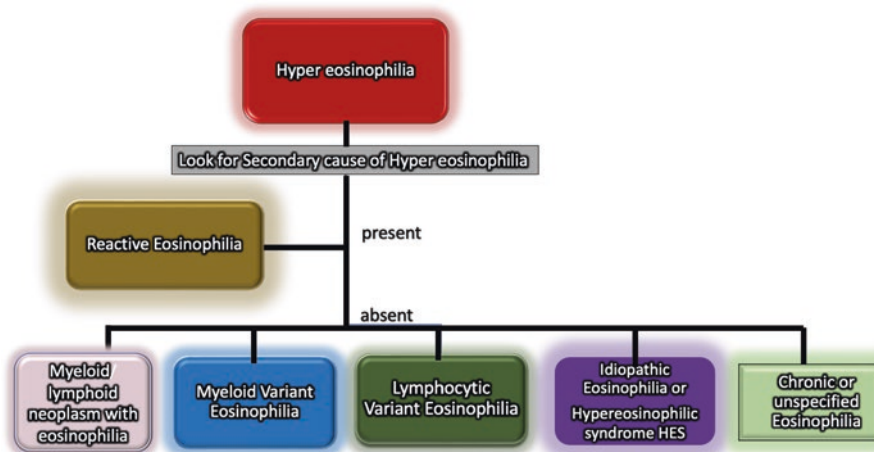 Hyper eosinophilia
Look for Secondary cause of Hyper eosinophilia
present
Reactive Eosinophilia
absent
Myeloid/
lymphoid
neoplasm with
eosinophilia
Myeloid Variant
Eosinophilia
Lymphocytic
Variant Eosinophilia
Idiopathic
Eosinophilia or
Hypereosinophilic
syndrome HES
Chronic or
unspecified
Eosinophilia